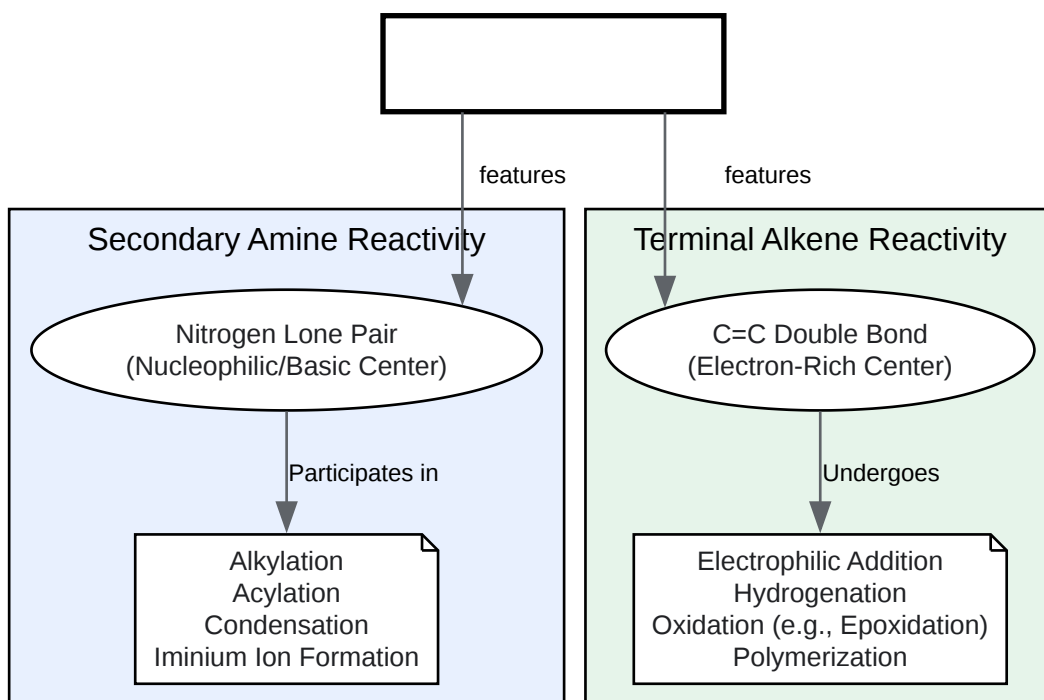 features
features
Secondary Amine Reactivity
Terminal Alkene Reactivity
Nitrogen Lone Pair
(Nucleophilic/Basic Center)
C=C Double Bond
(Electron-Rich Center)
Participates in
Undergoes
Alkylation
Acylation
Condensation
Iminium Ion Formation
Electrophilic Addition
Hydrogenation
Oxidation (e.g., Epoxidation)
Polymerization